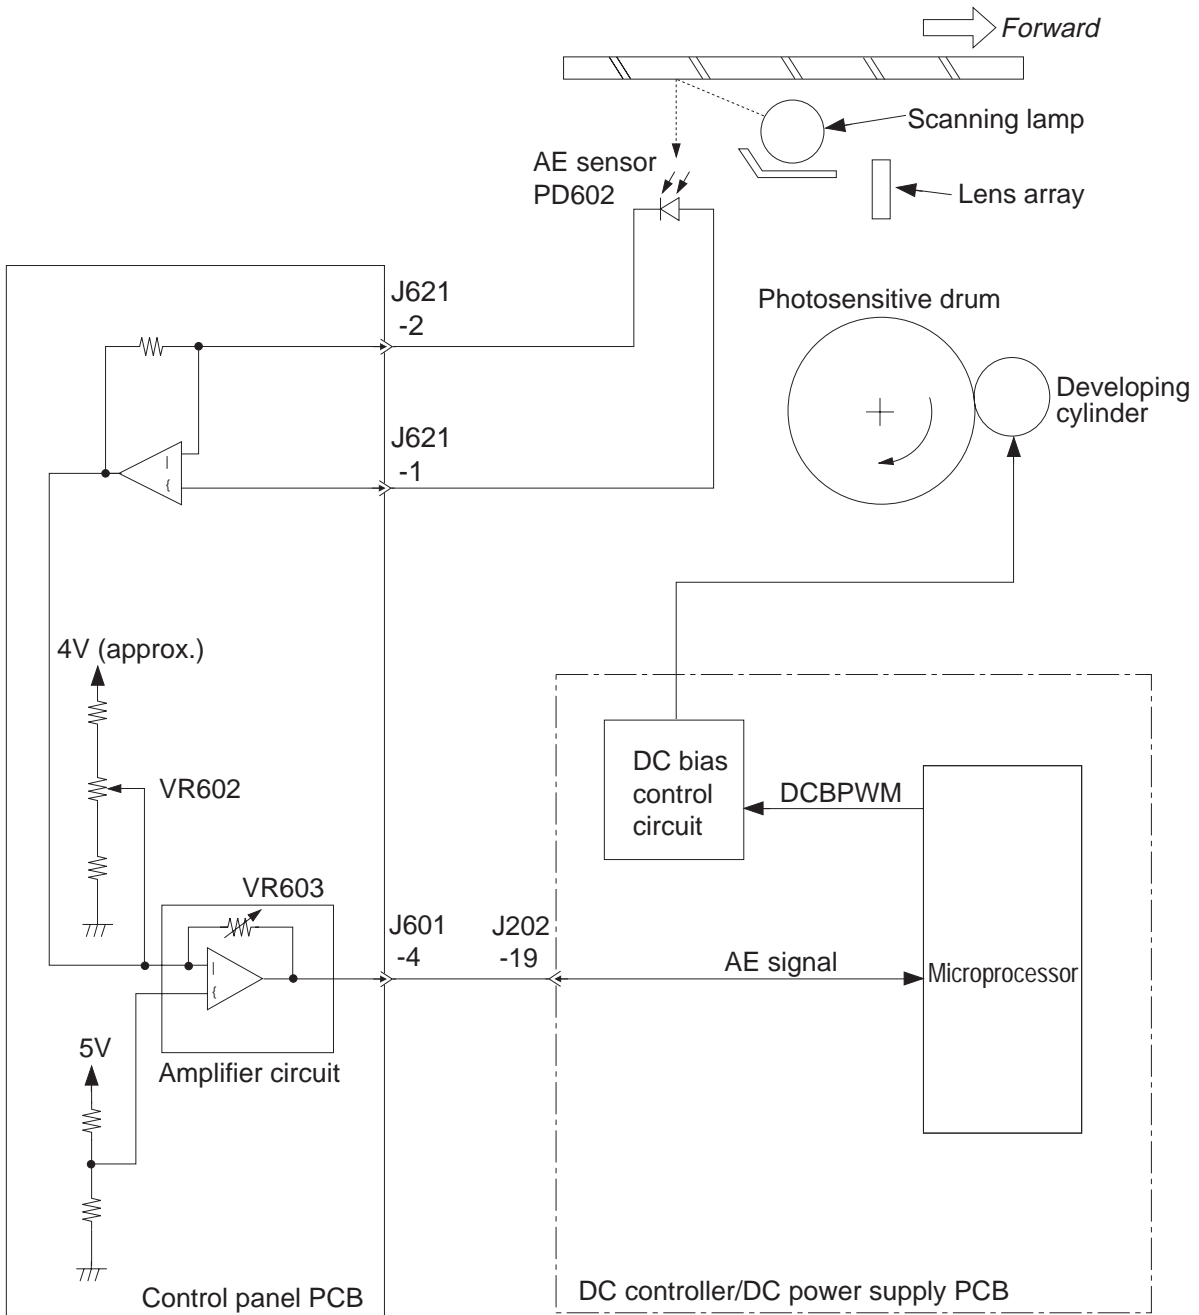 Forward
Scanning lamp
AE sensor
PD602
Lens array
J621
-2
Photosensitive drum
Developing
cylinder
J621
-1
4V (approx.)
VR602
DC bias
control
circuit
DCBPWM
VR603
J601
-4
J202
-19
AE signal
Microprocessor
5V
Amplifier circuit
Control panel PCB
DC controller/DC power supply PCB